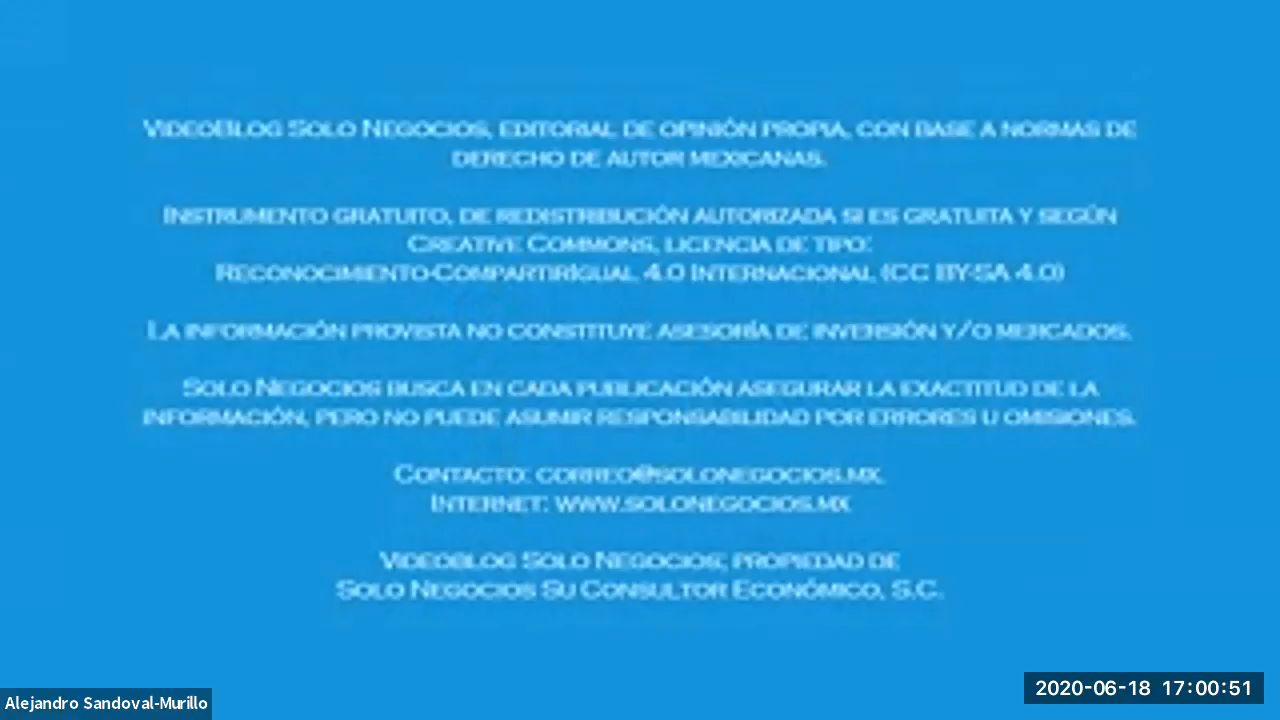 VideoBlog Solo Negocios, editorial de opinión propia, con base a normas de
derecho de autor mexicanas.
Instrumento gratuito, de redistribución autorizada si es gratuita y según
Creative Commons, licencia de tipo:
Reconocimiento-CompartirIgual 4.0 Internacional (CC BY-SA 4.0)
La información provista no constituye asesoría de inversión y/o mercados.
Solo Negocios busca en cada publicación asegurar la exactitud de la
información, pero no puede asumir responsabilidad por errores u omisiones.
Contacto: correo@solonegocios.mx.
Internet: www.solonegocios.mx
Videoblog Solo Negocios; propiedad de
Solo Negocios Su Consultor Económico, S.C.
Alejandro Sandoval-Murillo
2020-06-18 17:00:51